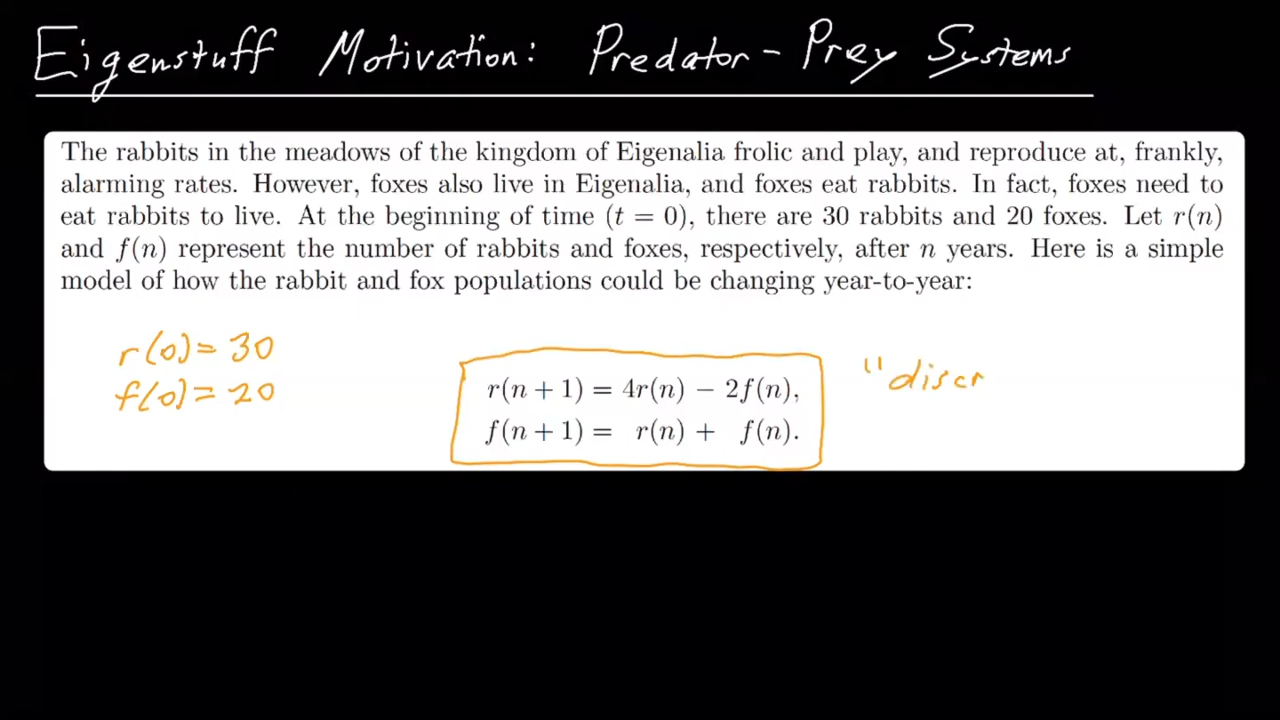 Eigenstuff Motivation: Predator - Prey Systems
The rabbits in the meadows of the kingdom of Eigenalia frolic and play, and reproduce at, frankly,
alarming rates. However, foxes also live in Eigenalia, and foxes eat rabbits. In fact, foxes need to
eat rabbits to live. At the beginning of time (t = 0), there are 30 rabbits and 20 foxes. Let r(n)
and f(n) represent the number of rabbits and foxes, respectively, after n years. Here is a simple
model of how the rabbit and fox populations could be changing year-to-year:
r(0) = 30
f(0) = 20
r(n + 1) = 4r(n) − 2f(n),
f(n + 1) = r(n) + f(n).
"discr